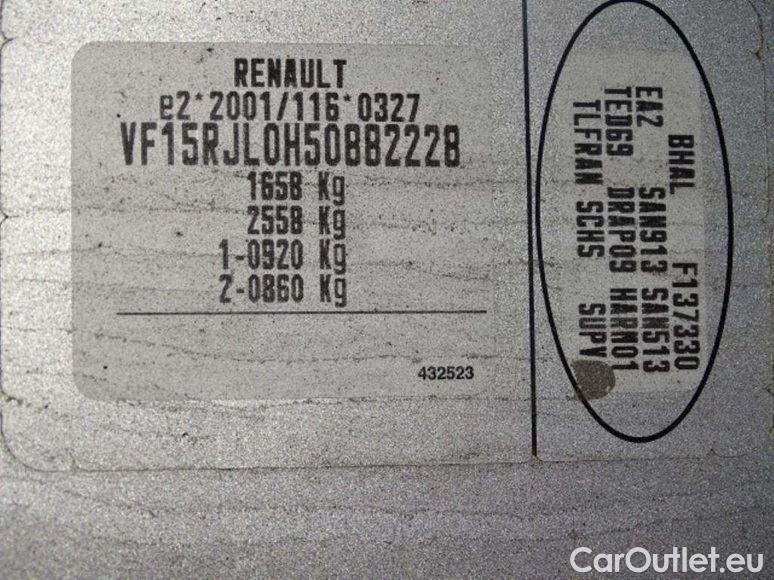 RENAULT
e2*2001/116*0327
VF15RJL0H50882228
1658 Kg
2558 Kg
1-0920 Kg
2-0860 Kg
432523
BHAL F137330
EA2 SAN913 SAN513
TED69 DRAP09 HARM01
TLFRAN SCHS SUPV
CarOutlet.eu